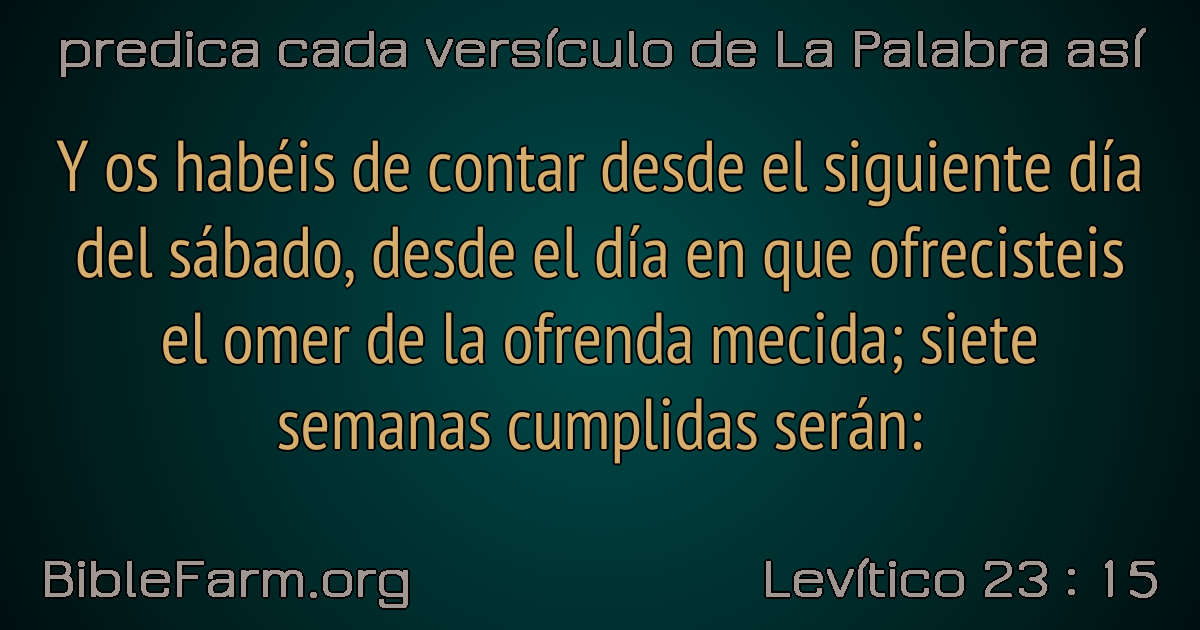 predica cada versículo de La Palabra así
Y os habéis de contar desde el siguiente día
del sábado, desde el día en que ofrecisteis
el omer de la ofrenda mecida; siete
semanas cumplidas serán:
BibleFarm.org
Levítico 23 : 15